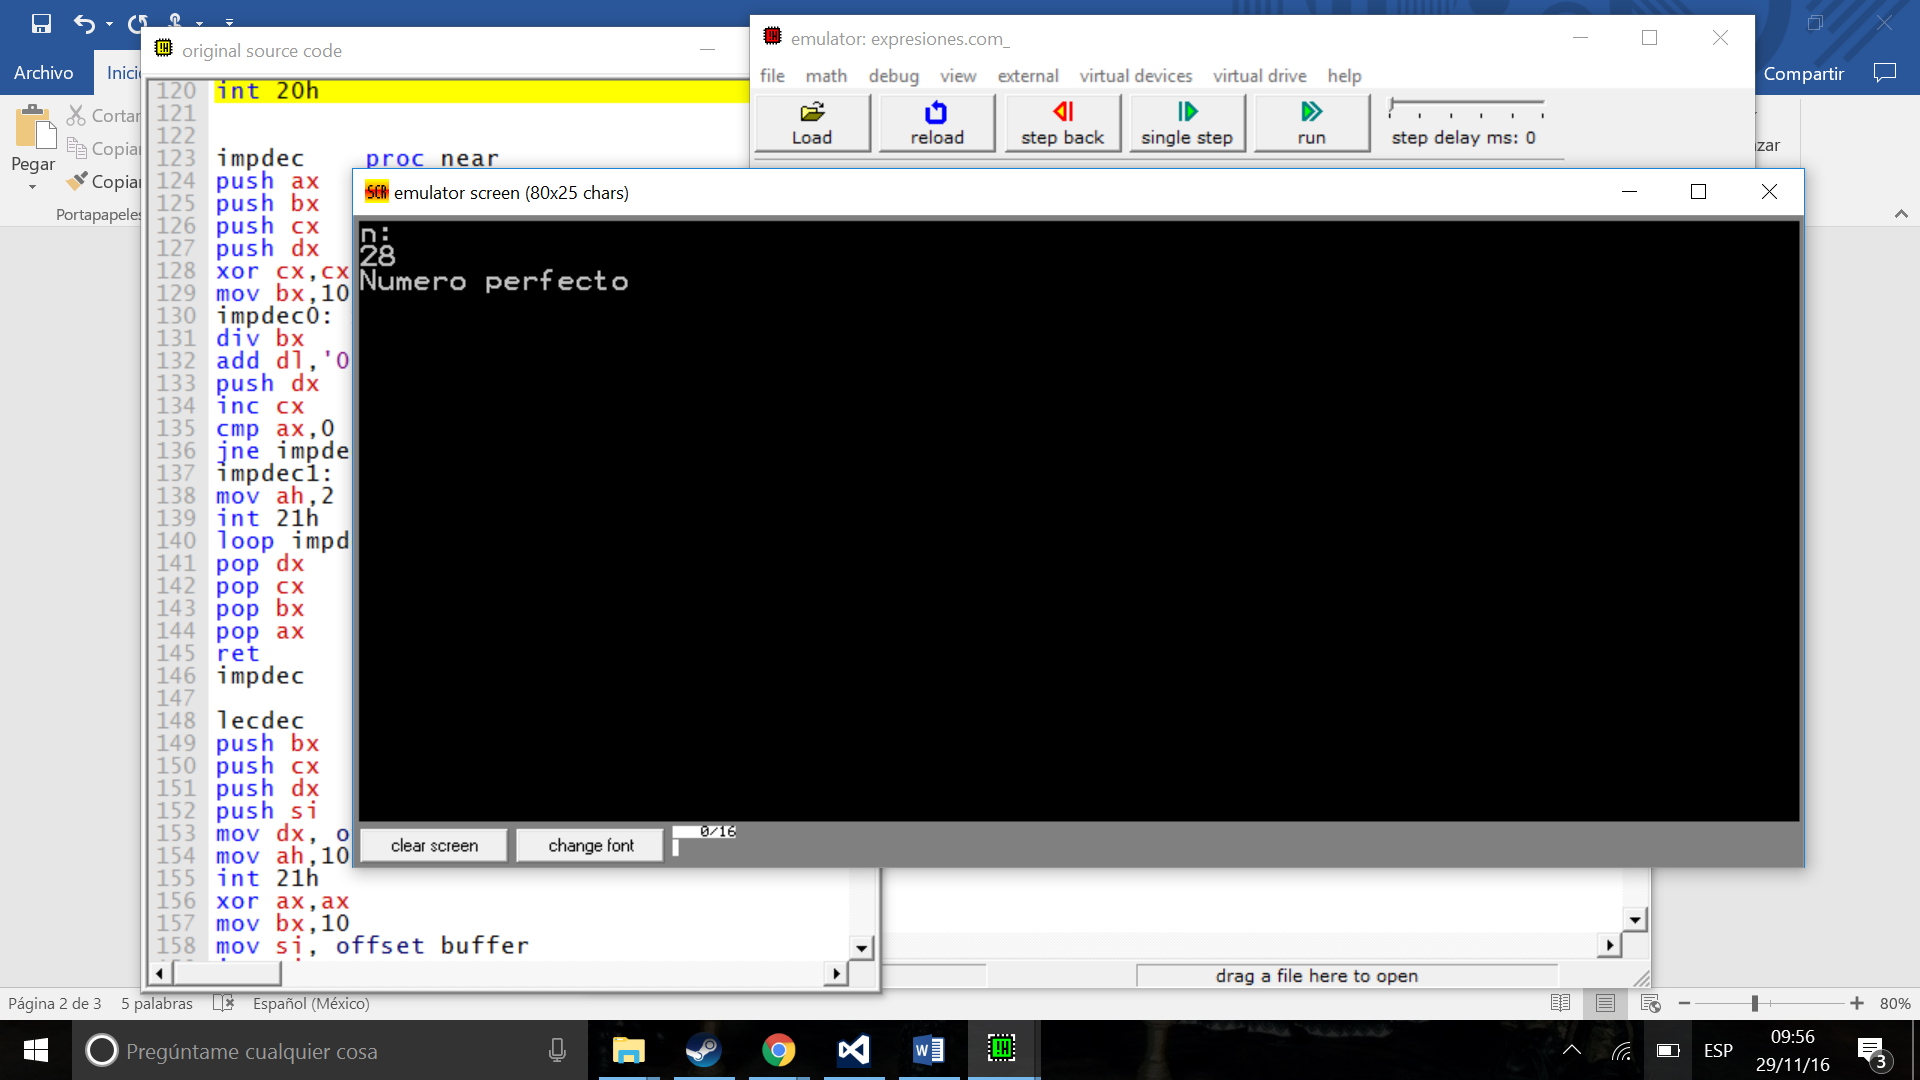 original source code
emulator: expresiones.com_
Archivo
Inici
Compartir
file math debug view external virtual devices virtual drive help
Load reload step back single step run step delay ms: 0
Pegar
Cortar
Copiar
Copiar
Portapapeles
zar
emulator screen (80x25 chars)
n:
28
Numero perfecto
clear screen
change font
0/16
120 int 20h
121
122
123 impdec proc near
124 push ax
125 push bx
126 push cx
127 push dx
128 xor cx,cx
129 mov bx,10
130 impdec0:
131 div bx
132 add dl,'0
133 push dx
134 inc cx
135 cmp ax,0
136 jne impde
137 impdec1:
138 mov ah,2
139 int 21h
140 loop impd
141 pop dx
142 pop cx
143 pop bx
144 pop ax
145 ret
146 impdec
147
148 lecdec
149 push bx
150 push cx
151 push dx
152 push si
153 mov dx, o
154 mov ah,10
155 int 21h
156 xor ax,ax
157 mov bx,10
158 mov si, offset buffer
drag a file here to open
Página 2 de 3 5 palabras Español (México) 80%
Pregúntame cualquier cosa
ESP
09:56
29/11/16
3